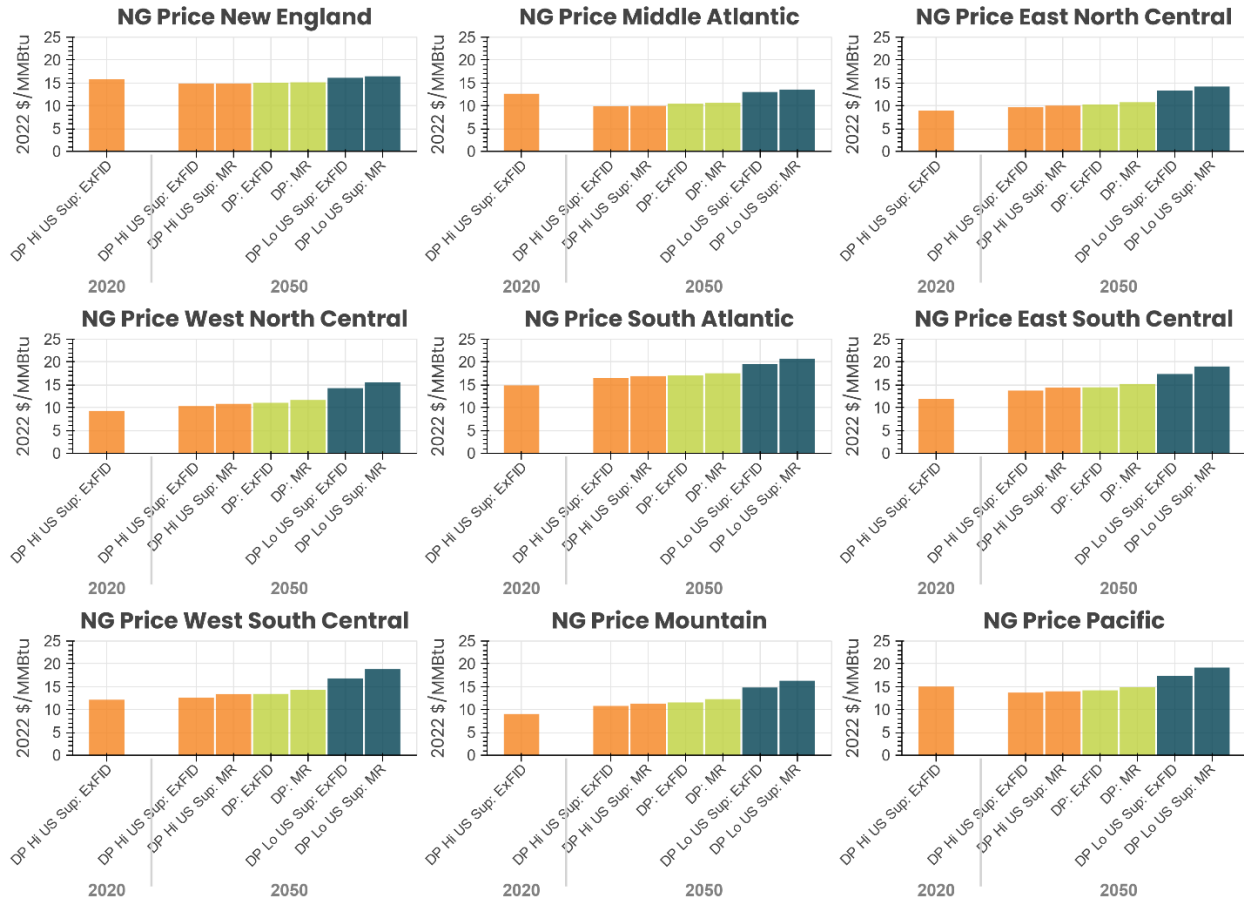 NG Price New England
2022 $/MMBtu
25
20
15
10
5
0
DP Hi US Sup: ExFID
DP Hi US Sup: ExFID
DP Hi US Sup: MR
DP: ExFID
DP: MR
DP Lo US Sup: ExFID
DP Lo US Sup: MR
2020
2050
NG Price Middle Atlantic
2022 $/MMBtu
25
20
15
10
5
0
DP Hi US Sup: ExFID
DP Hi US Sup: ExFID
DP Hi US Sup: MR
DP: ExFID
DP: MR
DP Lo US Sup: ExFID
DP Lo US Sup: MR
2020
2050
NG Price East North Central
2022 $/MMBtu
25
20
15
10
5
0
DP Hi US Sup: ExFID
DP Hi US Sup: ExFID
DP Hi US Sup: MR
DP: ExFID
DP: MR
DP Lo US Sup: ExFID
DP Lo US Sup: MR
2020
2050
NG Price West North Central
2022 $/MMBtu
25
20
15
10
5
0
DP Hi US Sup: ExFID
DP Hi US Sup: ExFID
DP Hi US Sup: MR
DP: ExFID
DP: MR
DP Lo US Sup: ExFID
DP Lo US Sup: MR
2020
2050
NG Price South Atlantic
2022 $/MMBtu
25
20
15
10
5
0
DP Hi US Sup: ExFID
DP Hi US Sup: ExFID
DP Hi US Sup: MR
DP: ExFID
DP: MR
DP Lo US Sup: ExFID
DP Lo US Sup: MR
2020
2050
NG Price East South Central
2022 $/MMBtu
25
20
15
10
5
0
DP Hi US Sup: ExFID
DP Hi US Sup: ExFID
DP Hi US Sup: MR
DP: ExFID
DP: MR
DP Lo US Sup: ExFID
DP Lo US Sup: MR
2020
2050
NG Price West South Central
2022 $/MMBtu
25
20
15
10
5
0
DP Hi US Sup: ExFID
DP Hi US Sup: ExFID
DP Hi US Sup: MR
DP: ExFID
DP: MR
DP Lo US Sup: ExFID
DP Lo US Sup: MR
2020
2050
NG Price Mountain
2022 $/MMBtu
25
20
15
10
5
0
DP Hi US Sup: ExFID
DP Hi US Sup: ExFID
DP Hi US Sup: MR
DP: ExFID
DP: MR
DP Lo US Sup: ExFID
DP Lo US Sup: MR
2020
2050
NG Price Pacific
2022 $/MMBtu
25
20
15
10
5
0
DP Hi US Sup: ExFID
DP Hi US Sup: ExFID
DP Hi US Sup: MR
DP: ExFID
DP: MR
DP Lo US Sup: ExFID
DP Lo US Sup: MR
2020
2050